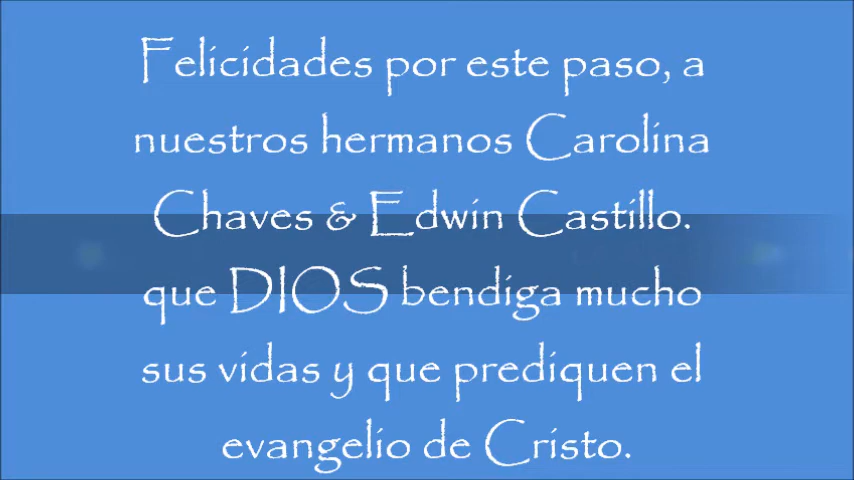 Felicidades por este paso, a
nuestros hermanos Carolina
Chaves & Edwin Castillo.
que DIOS bendiga mucho
sus vidas y que prediquen el
evangelio de Cristo.